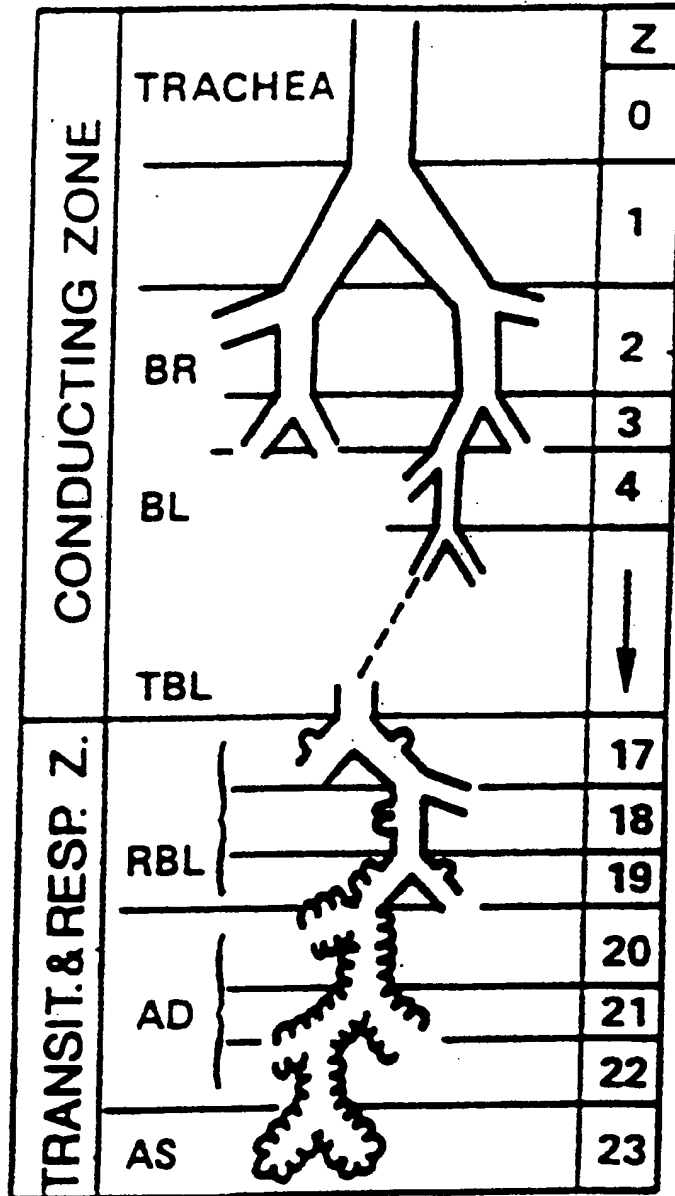 Z
TRACHEA
0
CONDUCTING ZONE
1
2
BR
3
BL
4
TBL
TRANSIT. & RESP. Z.
17
18
RBL
19
20
AD
21
22
AS
23